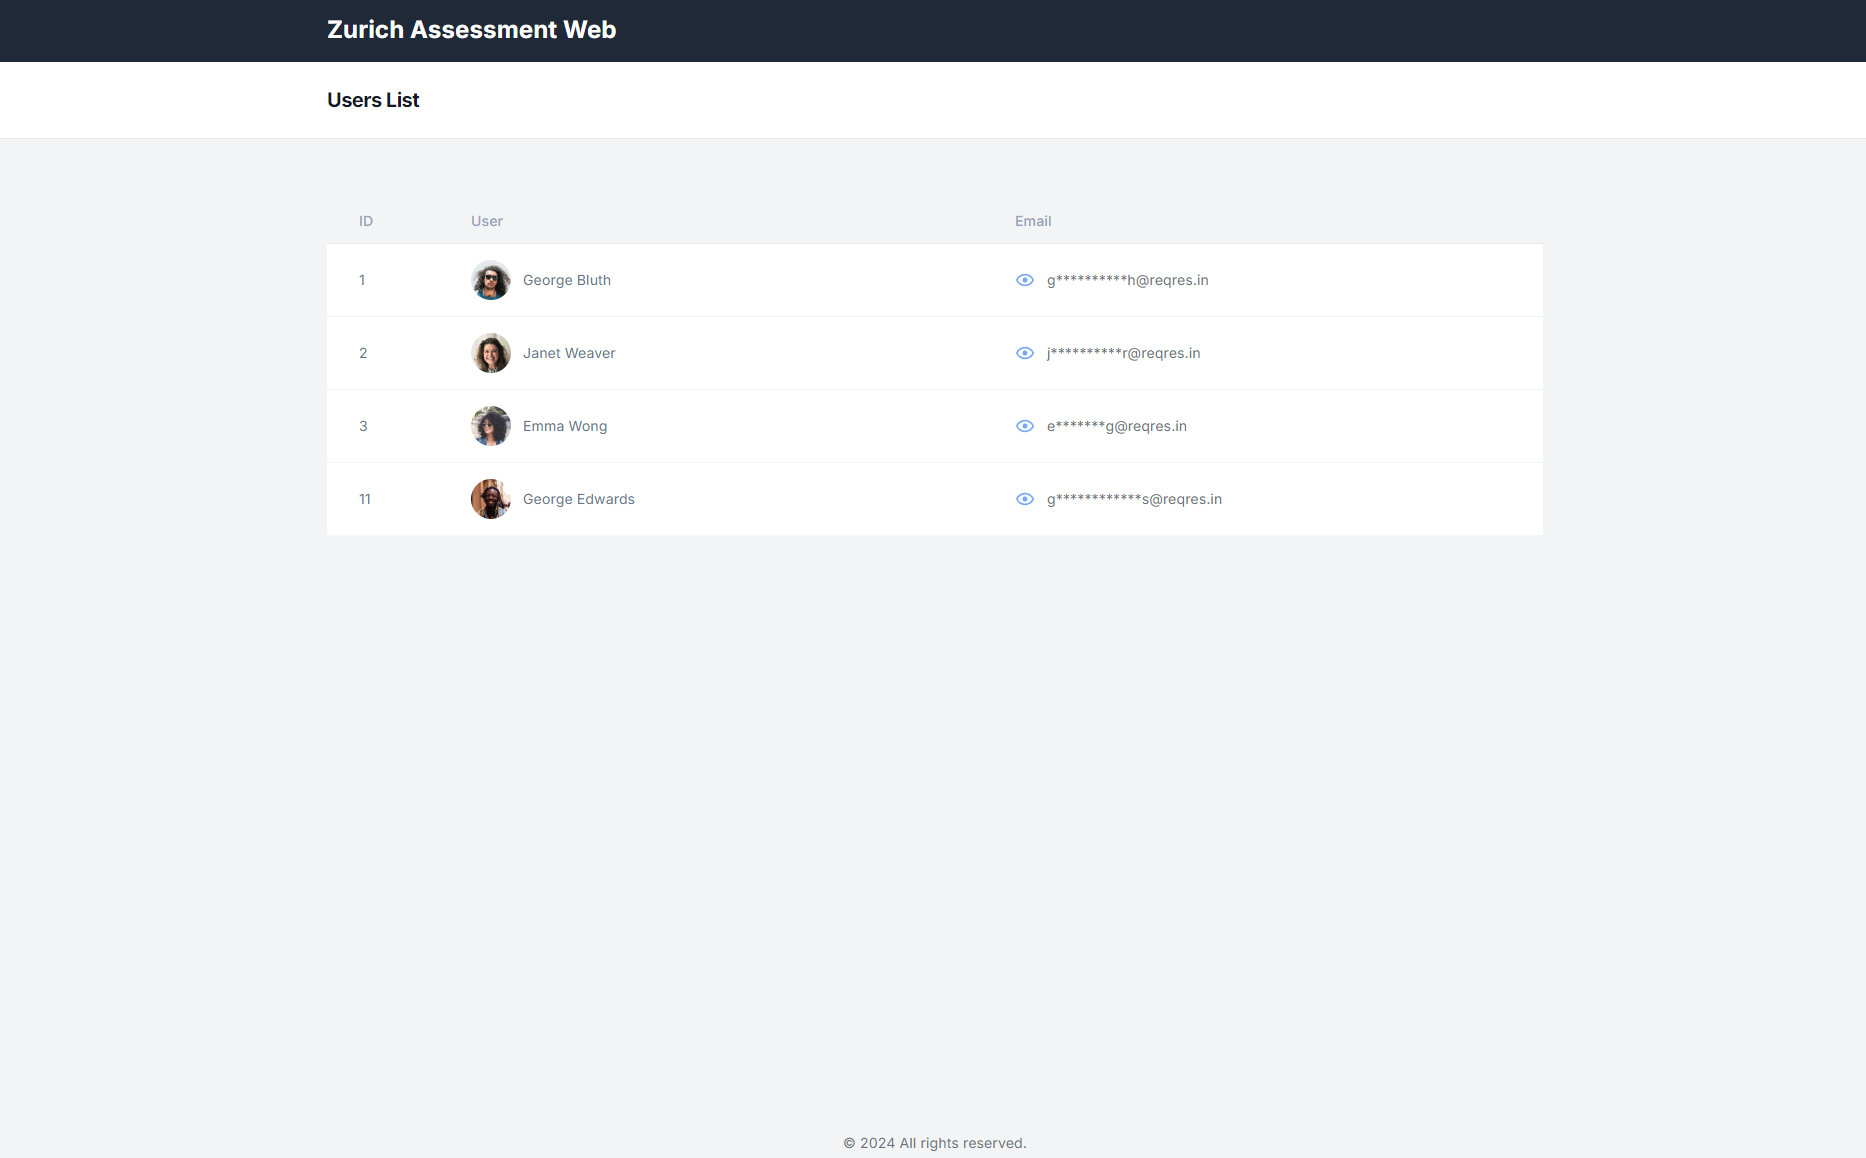 Zurich Assessment Web
Users List
ID User Email
1 George Bluth g**********h@reqres.in
2 Janet Weaver j**********r@reqres.in
3 Emma Wong e*******g@reqres.in
11 George Edwards g************s@reqres.in
© 2024 All rights reserved.